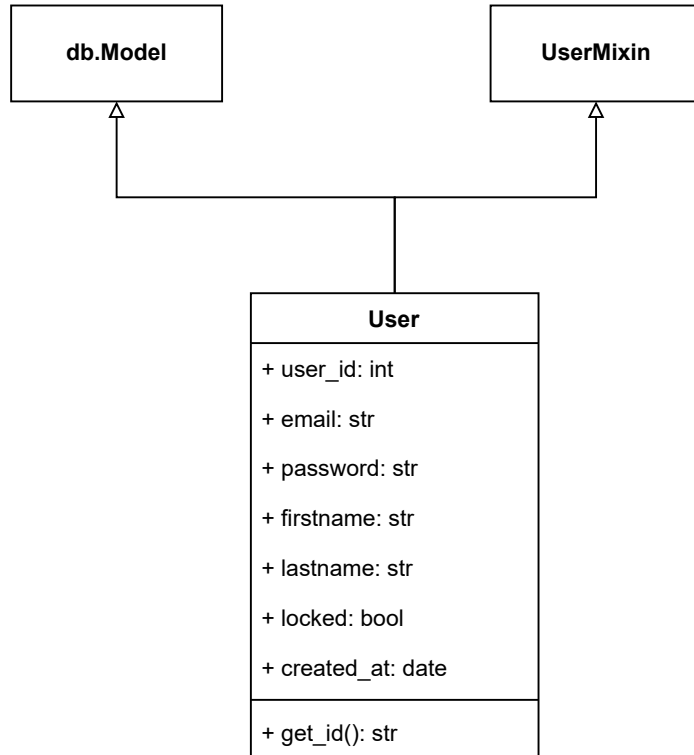 db.Model
UserMixin
User
+ user_id: int
+ email: str
+ password: str
+ firstname: str
+ lastname: str
+ locked: bool
+ created_at: date
+ get_id(): str